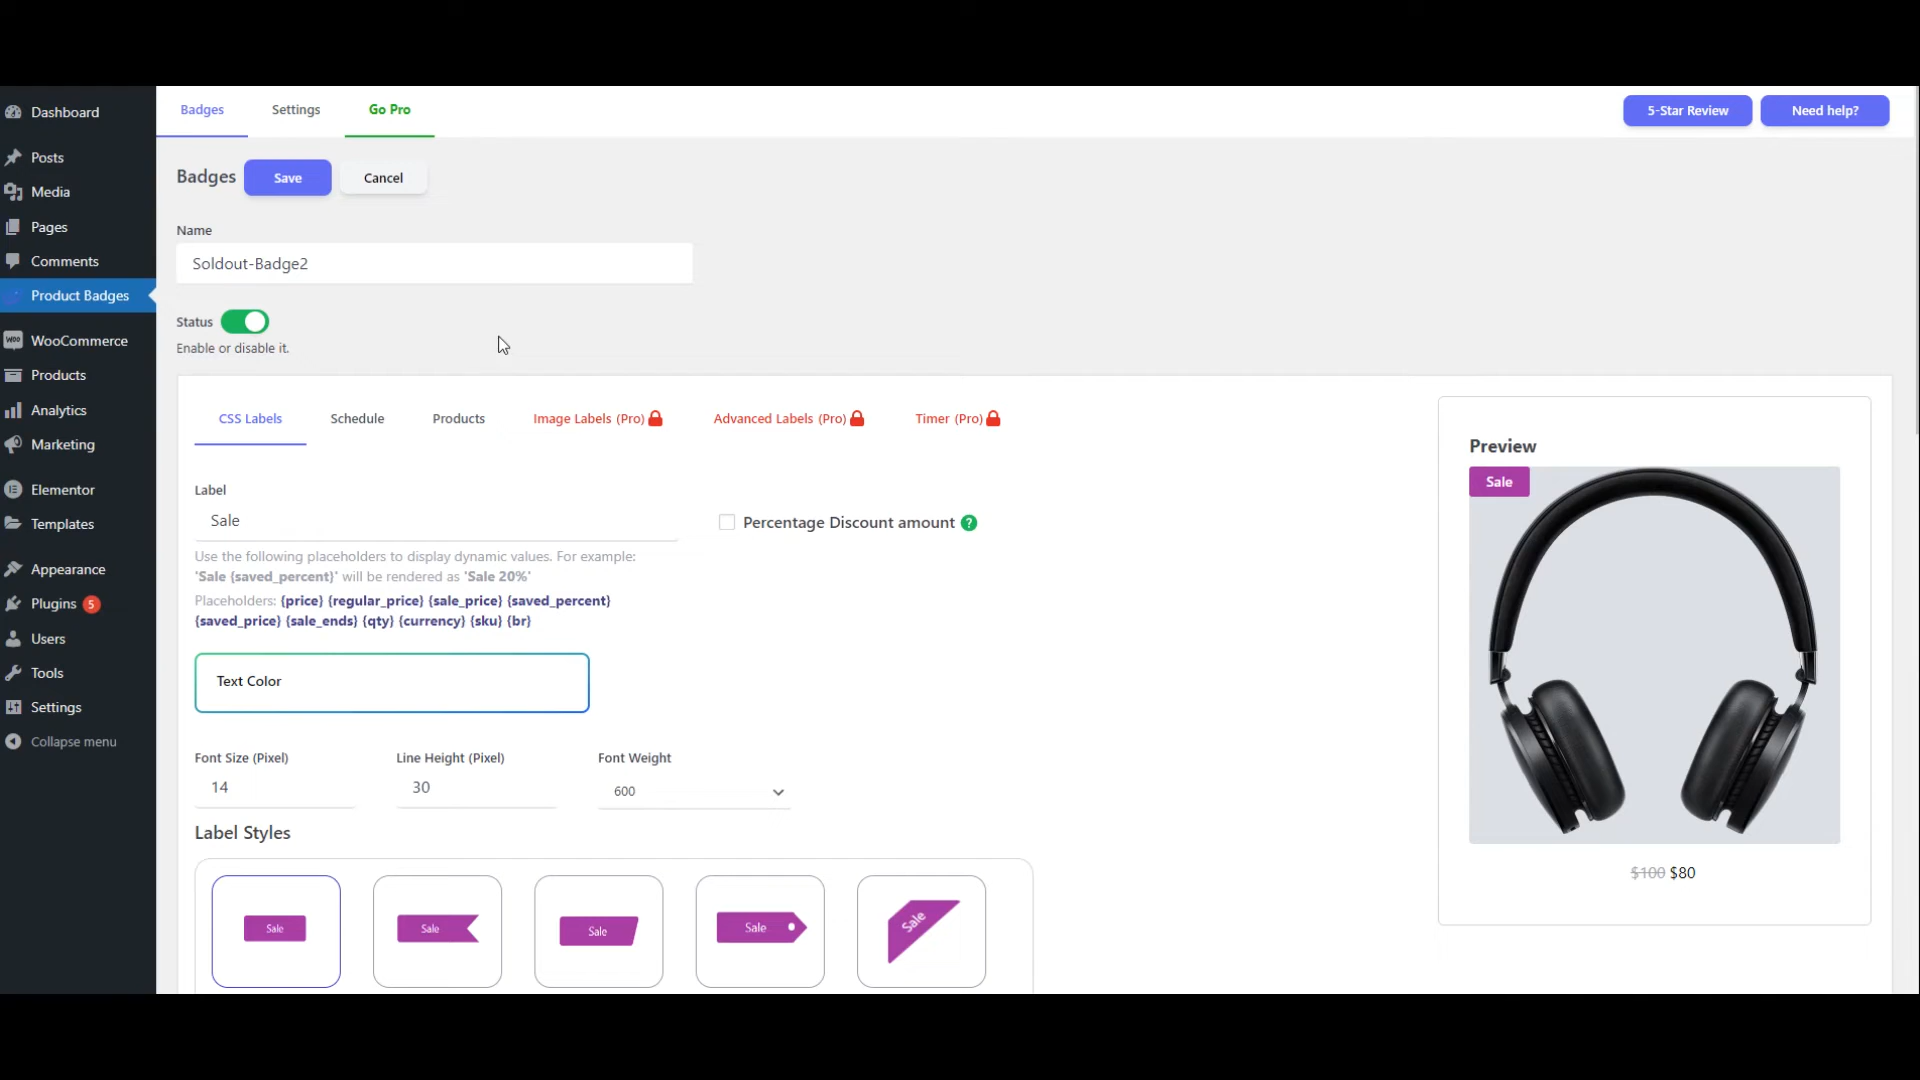 Dashboard
Posts
Media
Pages
Comments
Product Badges
WOO WooCommerce
Products
Analytics
Marketing
Elementor
Templates
Appearance
Plugins 5
Users
Tools
Settings
Collapse menu
Badges Settings Go Pro
5-Star Review Need help?
Badges Save Cancel
Name
Soldout-Badge2
Status
Enable or disable it.
CSS Labels Schedule Products Image Labels (Pro) Advanced Labels (Pro) Timer (Pro)
Label
Sale
Percentage Discount amount ?
Use the following placeholders to display dynamic values. For example:
'Sale {saved_percent}' will be rendered as 'Sale 20%'
Placeholders: {price} {regular_price} {sale_price} {saved_percent}
{saved_price} {sale_ends} {qty} {currency} {sku} {br}
Text Color
Font Size (Pixel) Line Height (Pixel) Font Weight
14 30 600
Label Styles
Sale Sale Sale Sale Sale
Preview
Sale
$100 $80